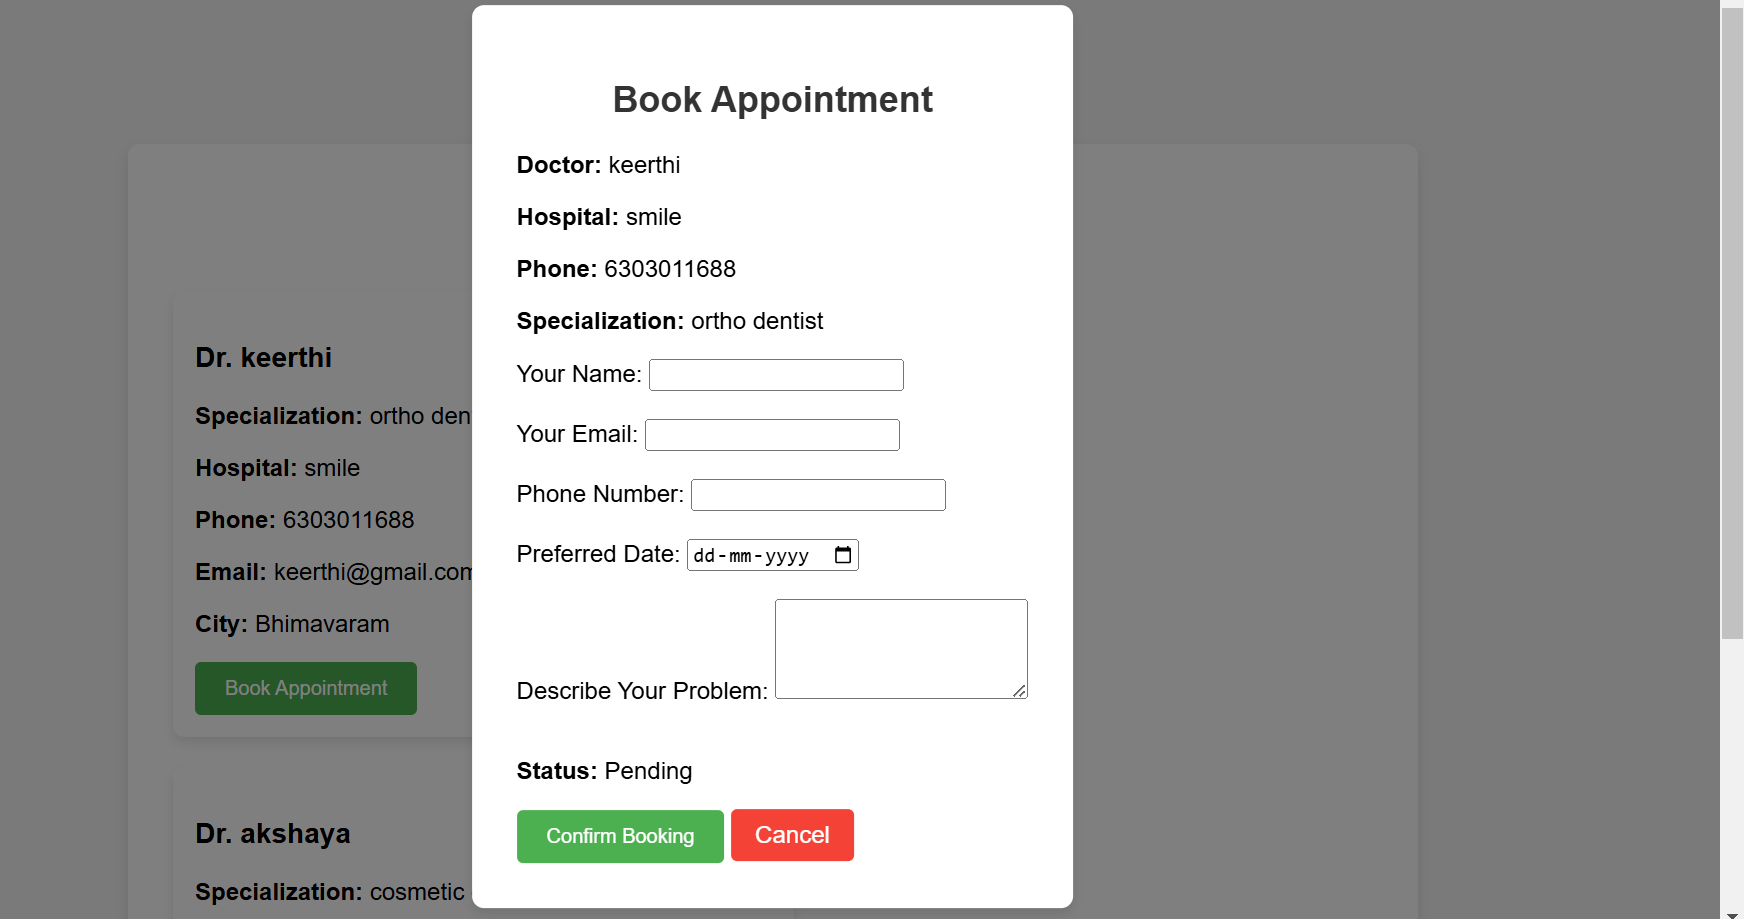 Book Appointment
Doctor: keerthi
Hospital: smile
Phone: 6303011688
Specialization: ortho dentist
Your Name:
Your Email:
Phone Number:
Preferred Date: dd-mm-yyyy
Describe Your Problem:
Status: Pending
Confirm Booking Cancel
Dr. keerthi
Specialization: ortho den
Hospital: smile
Phone: 6303011688
Email: keerthi@gmail.com
City: Bhimavaram
Book Appointment
Dr. akshaya
Specialization: cosmetic